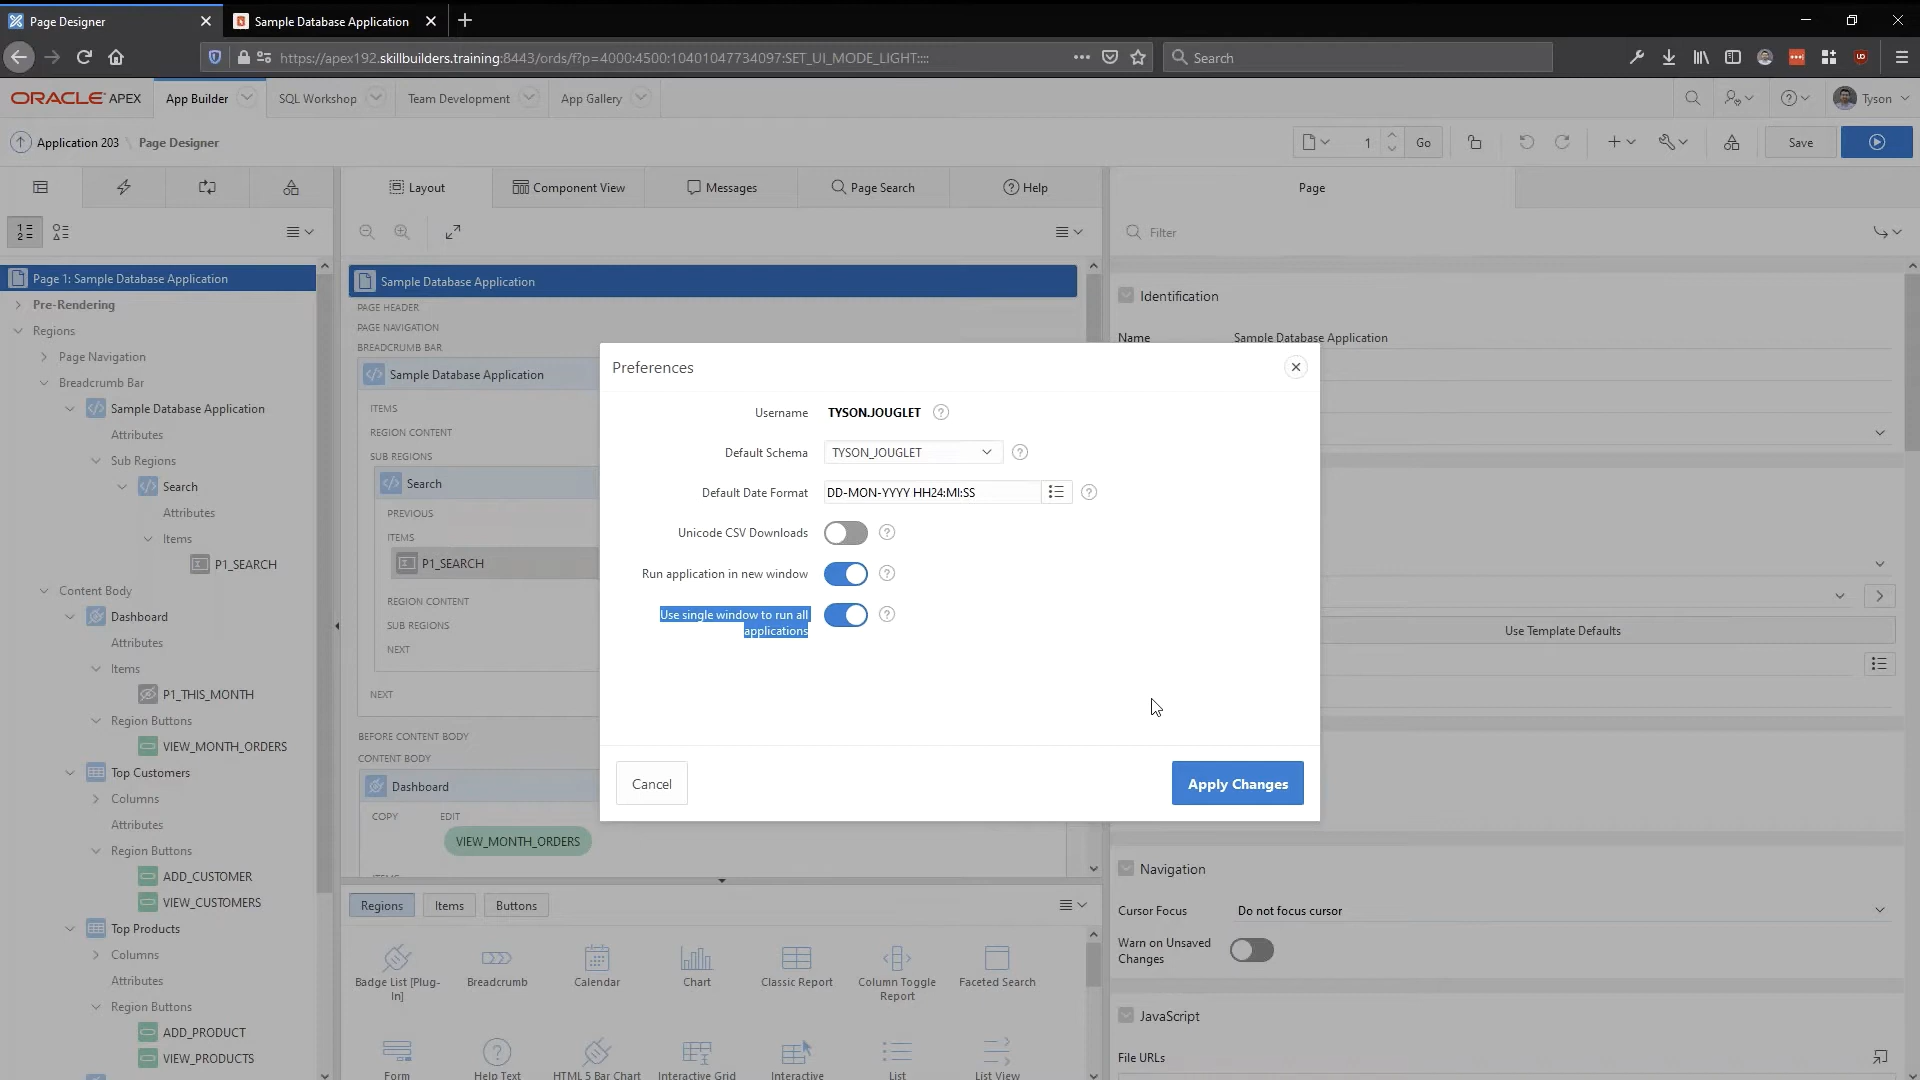 Page Designer
Sample Database Application
https://apex192.skillbuilders.training:8443/ords/f?p=4000:4500:10401047734097:SET_UI_MODE_LIGHT::::
Search
ORACLE APEX
App Builder
SQL Workshop
Team Development
App Gallery
Tyson
Application 203
Page Designer
1
Go
Save
Layout
Component View
Messages
Page Search
Help
Page
Filter
Page 1: Sample Database Application
Pre-Rendering
Regions
Page Navigation
Breadcrumb Bar
Sample Database Application
Attributes
Sub Regions
Search
Attributes
Items
P1_SEARCH
Content Body
Dashboard
Attributes
Items
P1_THIS_MONTH
Region Buttons
VIEW_MONTH_ORDERS
Top Customers
Columns
Attributes
Region Buttons
ADD_CUSTOMER
VIEW_CUSTOMERS
Top Products
Columns
Attributes
Region Buttons
ADD_PRODUCT
VIEW_PRODUCTS
Sample Database Application
PAGE HEADER
PAGE NAVIGATION
BREADCRUMB BAR
Sample Database Application
ITEMS
REGION CONTENT
SUB REGIONS
Search
PREVIOUS
ITEMS
P1_SEARCH
REGION CONTENT
SUB REGIONS
NEXT
NEXT
BEFORE CONTENT BODY
CONTENT BODY
Dashboard
COPY
EDIT
VIEW_MONTH_ORDERS
ITEMS
Regions
Items
Buttons
Badge List [Plug-
In]
Breadcrumb
Calendar
Chart
Classic Report
Column Toggle
Report
Faceted Search
Form
Help Text
HTML 5 Bar Chart
Interactive Grid
Interactive
List
List View
Preferences
Username
TYSON.JOUGLET
Default Schema
TYSON_JOUGLET
Default Date Format
DD-MON-YYYY HH24:MI:SS
Unicode CSV Downloads
Run application in new window
Use single window to run all
applications
Cancel
Apply Changes
Identification
Name
Sample Database Application
Use Template Defaults
Navigation
Cursor Focus
Do not focus cursor
Warn on Unsaved
Changes
JavaScript
File URLs